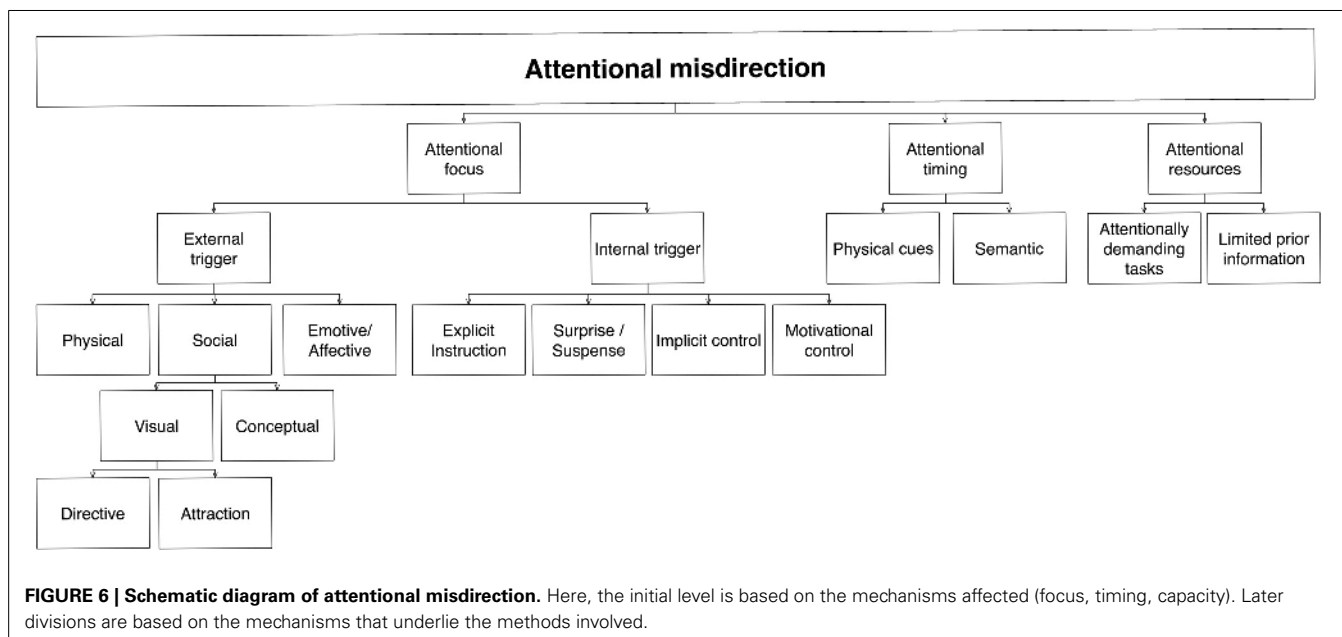 Attentional misdirection
Attentional
focus
Attentional
timing
Attentional
resources
External
trigger
Internal trigger
Physical cues
Semantic
Attentionally
demanding
tasks
Limited prior
information
Physical
Social
Emotive/
Affective
Explicit
Instruction
Surprise /
Suspense
Implicit control
Motivational
control
Visual
Conceptual
Directive
Attraction
FIGURE 6 | Schematic diagram of attentional misdirection. Here, the initial level is based on the mechanisms affected (focus, timing, capacity). Later
divisions are based on the mechanisms that underlie the methods involved.